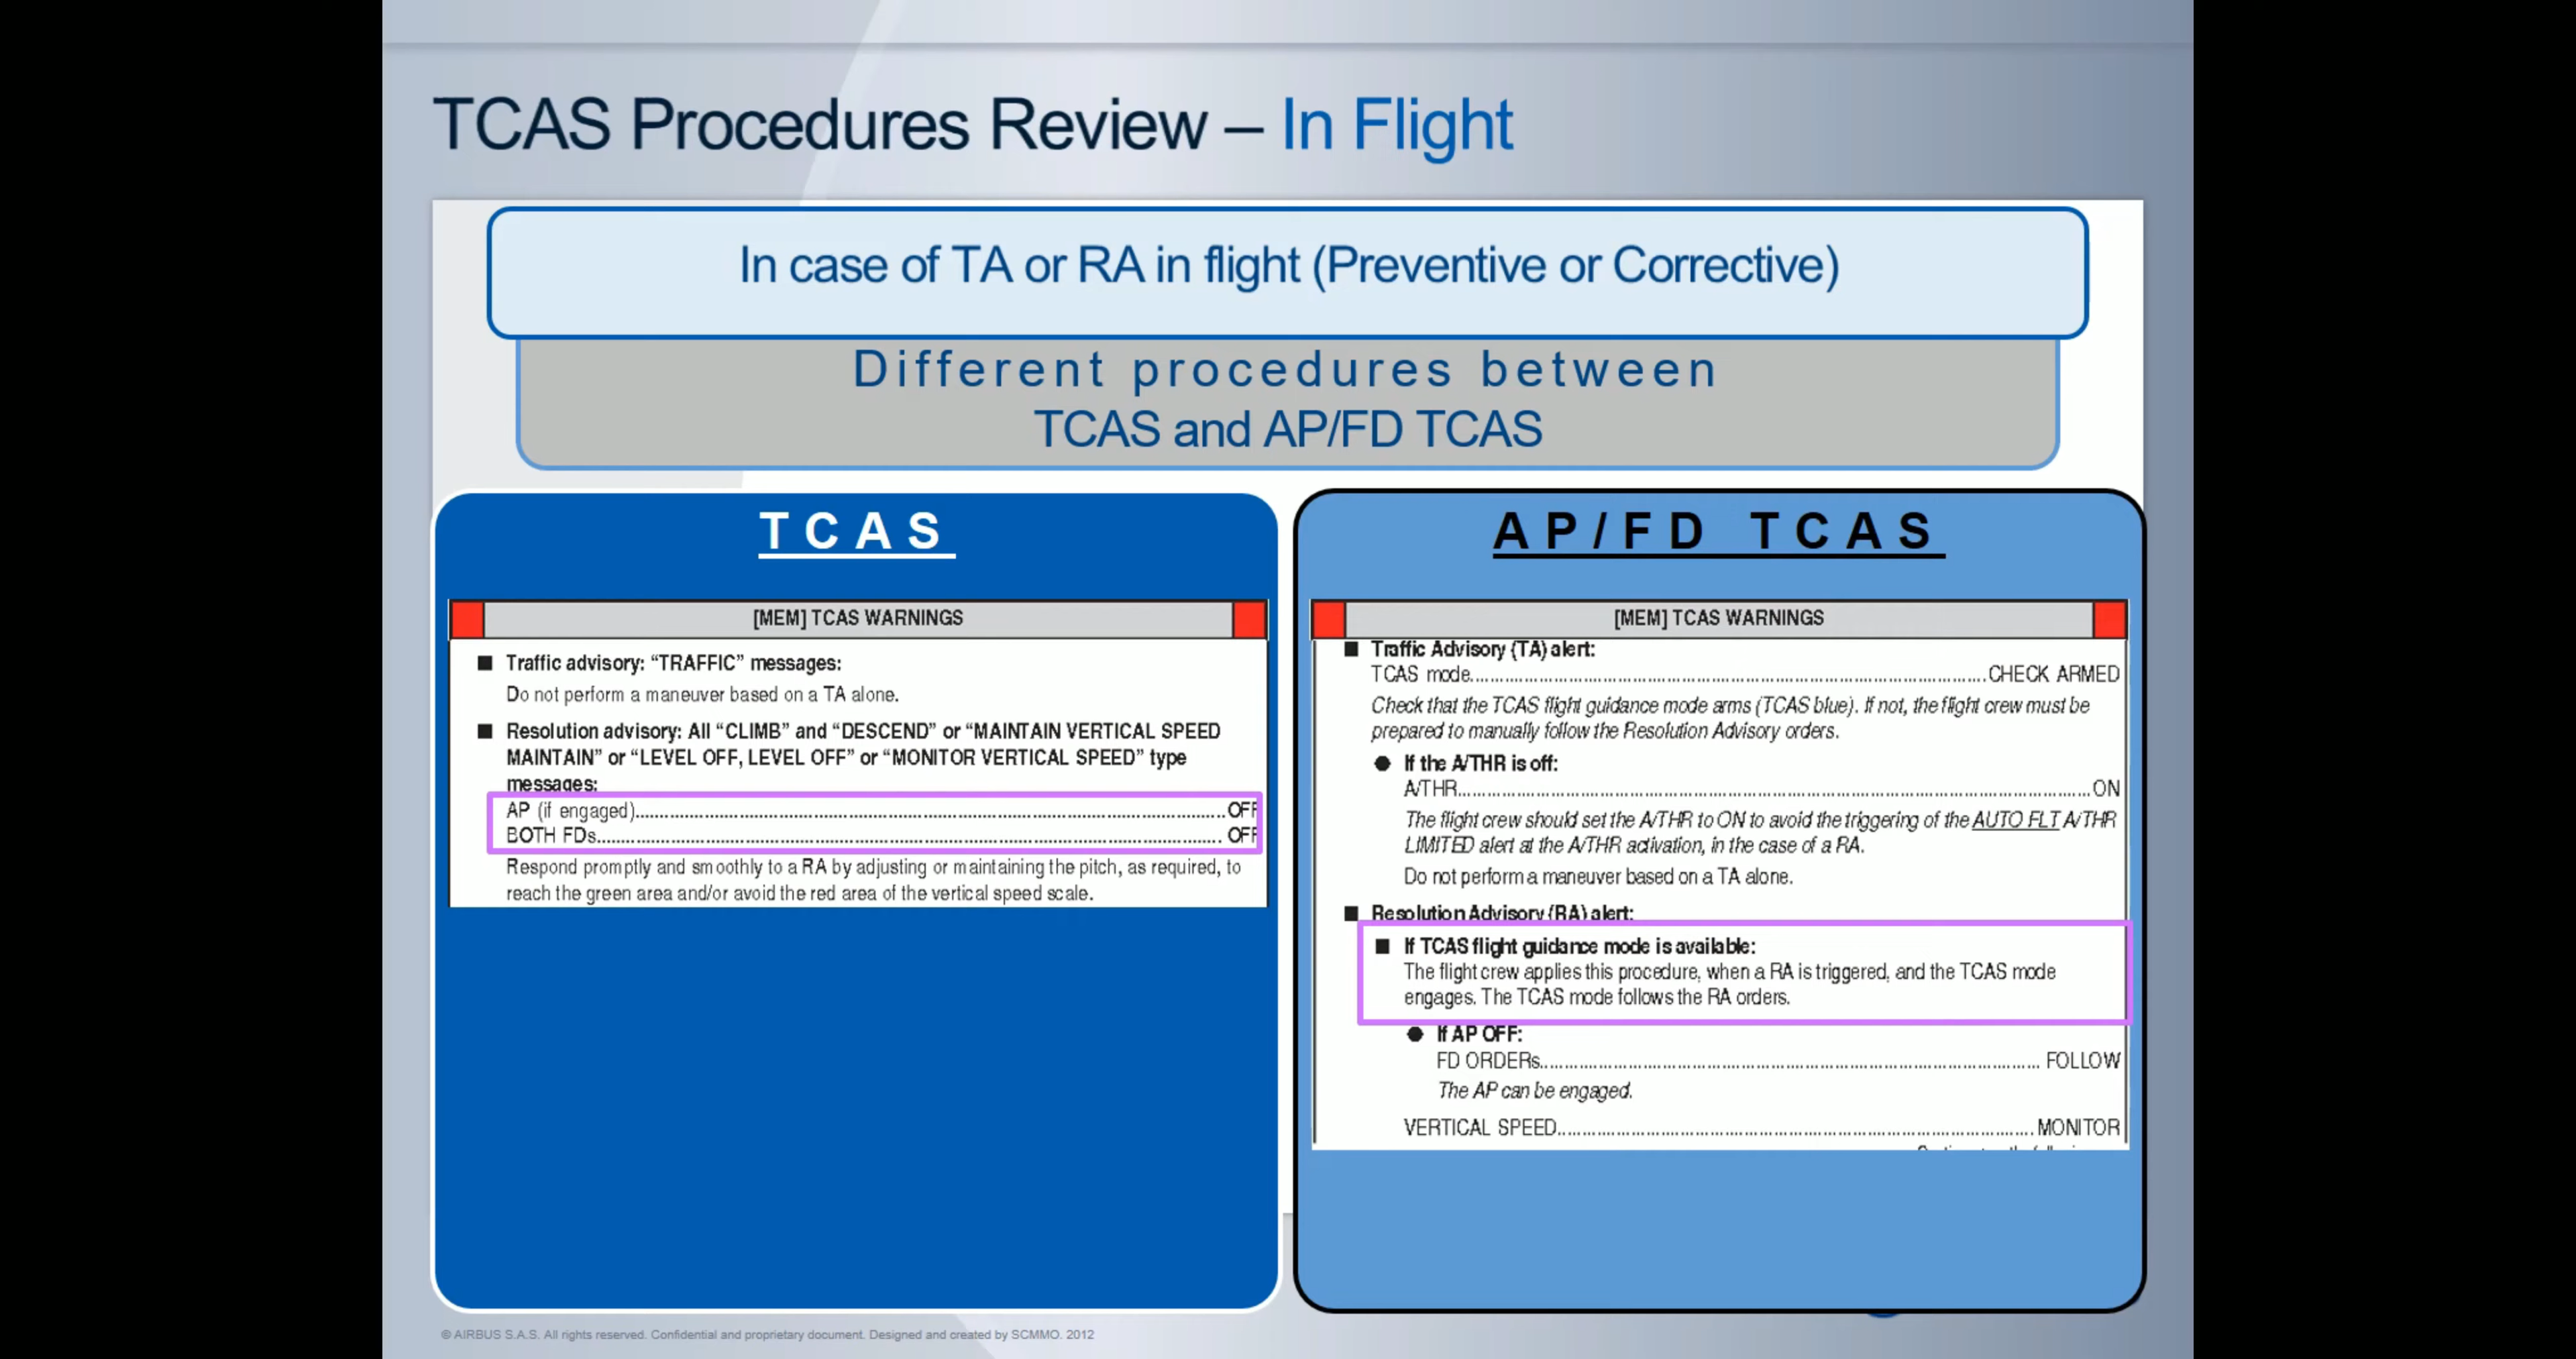 TCAS Procedures Review – In Flight
In case of TA or RA in flight (Preventive or Corrective)
Different procedures between
TCAS and AP/FD TCAS
TCAS
[MEM] TCAS WARNINGS
Traffic advisory: “TRAFFIC” messages:
Do not perform a maneuver based on a TA alone.
Resolution advisory: All “CLIMB” and “DESCEND” or “MAINTAIN VERTICAL SPEED
MAINTAIN” or “LEVEL OFF, LEVEL OFF” or “MONITOR VERTICAL SPEED” type
messages:
AP (if engaged)........OFF
BOTH FDs........OFF
Respond promptly and smoothly to a RA by adjusting or maintaining the pitch, as required, to
reach the green area and/or avoid the red area of the vertical speed scale.
AP/FD TCAS
[MEM] TCAS WARNINGS
Traffic Advisory (TA) alert:
TCAS mode........CHECK ARMED
Check that the TCAS flight guidance mode arms (TCAS blue). If not, the flight crew must be
prepared to manually follow the Resolution Advisory orders.
If the A/THR is off:
A/THR........ON
The flight crew should set the A/THR to ON to avoid the triggering of the AUTO FLT A/THR
LIMITED alert at the A/THR activation, in the case of a RA.
Do not perform a maneuver based on a TA alone.
Resolution Advisory (RA) alert:
If TCAS flight guidance mode is available:
The flight crew applies this procedure, when a RA is triggered, and the TCAS mode
engages. The TCAS mode follows the RA orders.
If AP OFF:
FD ORDERs........FOLLOW
The AP can be engaged.
VERTICAL SPEED........MONITOR
© AIRBUS S.A.S. All rights reserved. Confidential and proprietary document. Designed and created by SCMMO. 2012